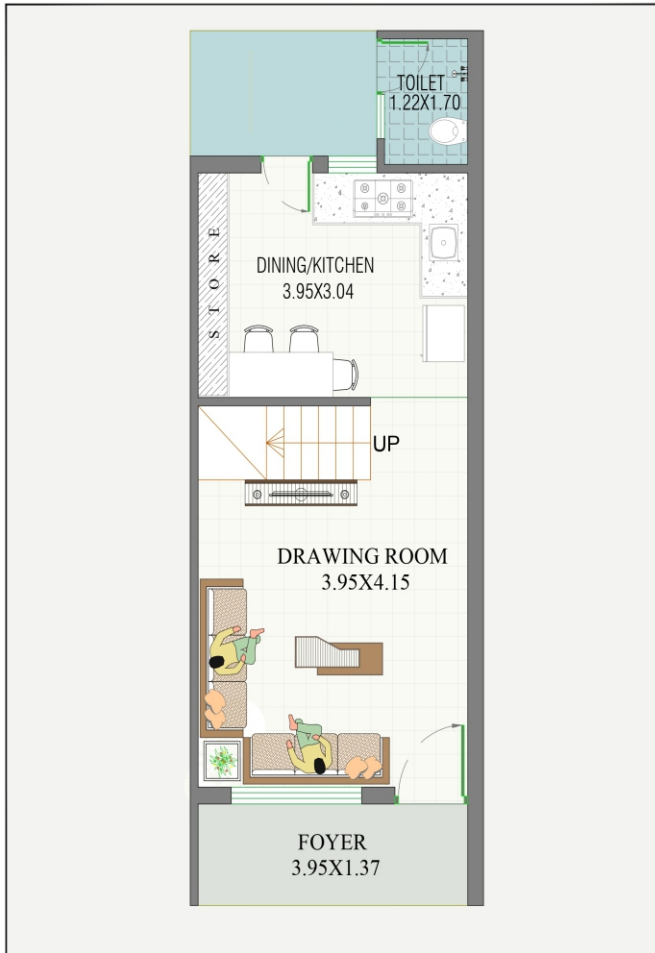 TOILET
1.22X1.70
STORE
DINING/KITCHEN
3.95X3.04
UP
DRAWING ROOM
3.95X4.15
FOYER
3.95X1.37